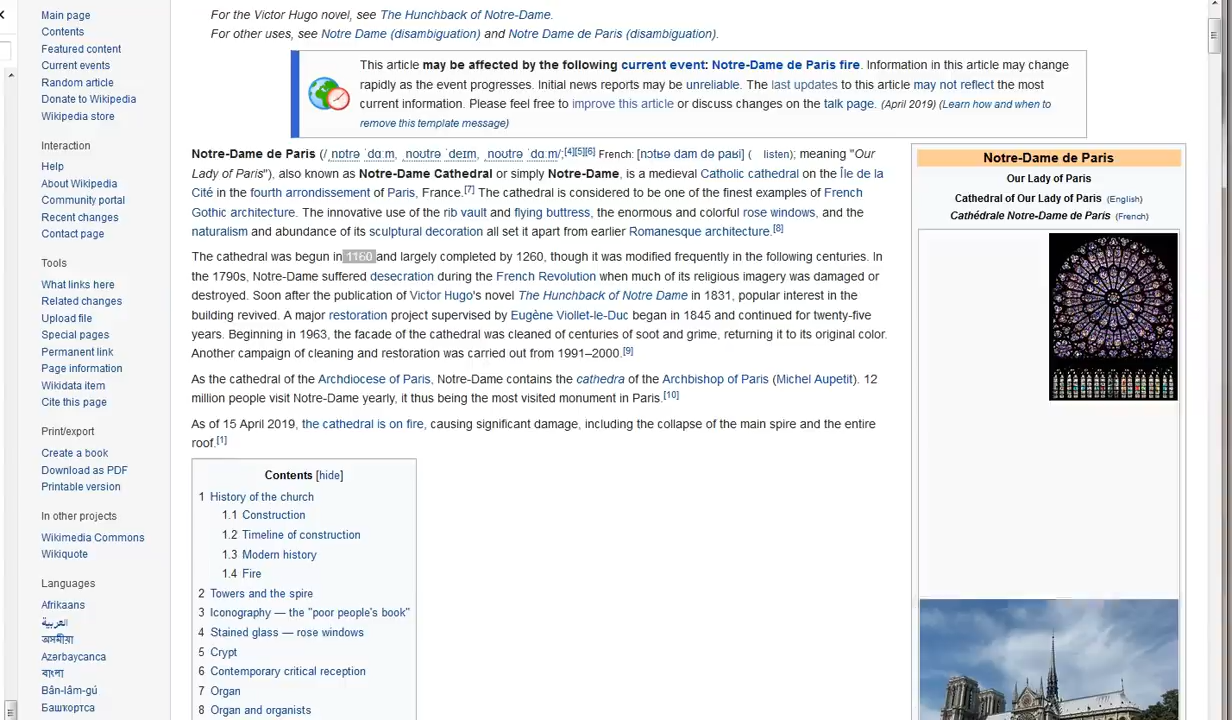 Main page
Contents
Featured content
Current events
Random article
Donate to Wikipedia
Wikipedia store
Interaction
Help
About Wikipedia
Community portal
Recent changes
Contact page
Tools
What links here
Related changes
Upload file
Special pages
Permanent link
Page information
Wikidata item
Cite this page
Print/export
Create a book
Download as PDF
Printable version
In other projects
Wikimedia Commons
Wikiquote
Languages
Afrikaans
العربية
অসমীয়া
Azərbaycanca
বাংলা
Bân-lâm-gú
Башҡортса
For the Victor Hugo novel, see The Hunchback of Notre-Dame.
For other uses, see Notre Dame (disambiguation) and Notre Dame de Paris (disambiguation).
This article may be affected by the following current event: Notre-Dame de Paris fire. Information in this article may change
rapidly as the event progresses. Initial news reports may be unreliable. The last updates to this article may not reflect the most
current information. Please feel free to improve this article or discuss changes on the talk page. (April 2019) (Learn how and when to
remove this template message)
Notre-Dame de Paris (/ˌnɒtrə ˈdɑːm, ˌnoʊtrə ˈdeɪm, ˌnoʊtrə ˈdɑːm/;[4][5][6] French: [nɔtʁə dam də paʁi] ( listen); meaning "Our
Lady of Paris"), also known as Notre-Dame Cathedral or simply Notre-Dame, is a medieval Catholic cathedral on the Île de la
Cité in the fourth arrondissement of Paris, France.[7] The cathedral is considered to be one of the finest examples of French
Gothic architecture. The innovative use of the rib vault and flying buttress, the enormous and colorful rose windows, and the
naturalism and abundance of its sculptural decoration all set it apart from earlier Romanesque architecture.[8]
The cathedral was begun in 1160 and largely completed by 1260, though it was modified frequently in the following centuries. In
the 1790s, Notre-Dame suffered desecration during the French Revolution when much of its religious imagery was damaged or
destroyed. Soon after the publication of Victor Hugo's novel The Hunchback of Notre Dame in 1831, popular interest in the
building revived. A major restoration project supervised by Eugène Viollet-le-Duc began in 1845 and continued for twenty-five
years. Beginning in 1963, the facade of the cathedral was cleaned of centuries of soot and grime, returning it to its original color.
Another campaign of cleaning and restoration was carried out from 1991–2000.[9]
As the cathedral of the Archdiocese of Paris, Notre-Dame contains the cathedra of the Archbishop of Paris (Michel Aupetit). 12
million people visit Notre-Dame yearly, it thus being the most visited monument in Paris.[10]
As of 15 April 2019, the cathedral is on fire, causing significant damage, including the collapse of the main spire and the entire
roof.[1]
Contents [hide]
1 History of the church
1.1 Construction
1.2 Timeline of construction
1.3 Modern history
1.4 Fire
2 Towers and the spire
3 Iconography — the "poor people's book"
4 Stained glass — rose windows
5 Crypt
6 Contemporary critical reception
7 Organ
8 Organ and organists
Notre-Dame de Paris
Our Lady of Paris
Cathedral of Our Lady of Paris (English)
Cathédrale Notre-Dame de Paris (French)